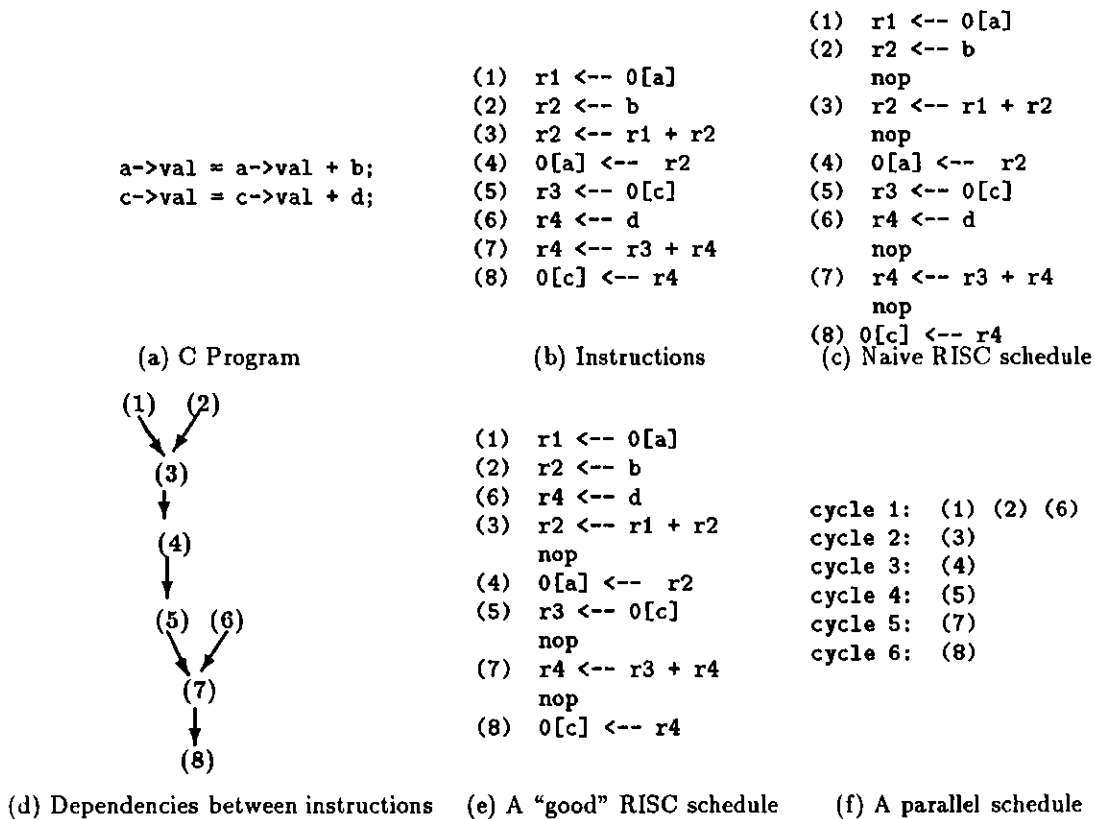 a->val = a->val + b;
c->val = c->val + d;
(a) C Program
(1) r1 <-- 0[a]
(2) r2 <-- b
(3) r2 <-- r1 + r2
(4) 0[a] <-- r2
(5) r3 <-- 0[c]
(6) r4 <-- d
(7) r4 <-- r3 + r4
(8) 0[c] <-- r4
(b) Instructions
(1) r1 <-- 0[a]
(2) r2 <-- b
nop
(3) r2 <-- r1 + r2
nop
(4) 0[a] <-- r2
(5) r3 <-- 0[c]
(6) r4 <-- d
nop
(7) r4 <-- r3 + r4
nop
(8) 0[c] <-- r4
(c) Naive RISC schedule
(1) (2)
(3)
(4)
(5) (6)
(7)
(8)
(d) Dependencies between instructions
(1) r1 <-- 0[a]
(2) r2 <-- b
(6) r4 <-- d
(3) r2 <-- r1 + r2
nop
(4) 0[a] <-- r2
(5) r3 <-- 0[c]
nop
(7) r4 <-- r3 + r4
nop
(8) 0[c] <-- r4
(e) A “good” RISC schedule
cycle 1: (1) (2) (6)
cycle 2: (3)
cycle 3: (4)
cycle 4: (5)
cycle 5: (7)
cycle 6: (8)
(f) A parallel schedule